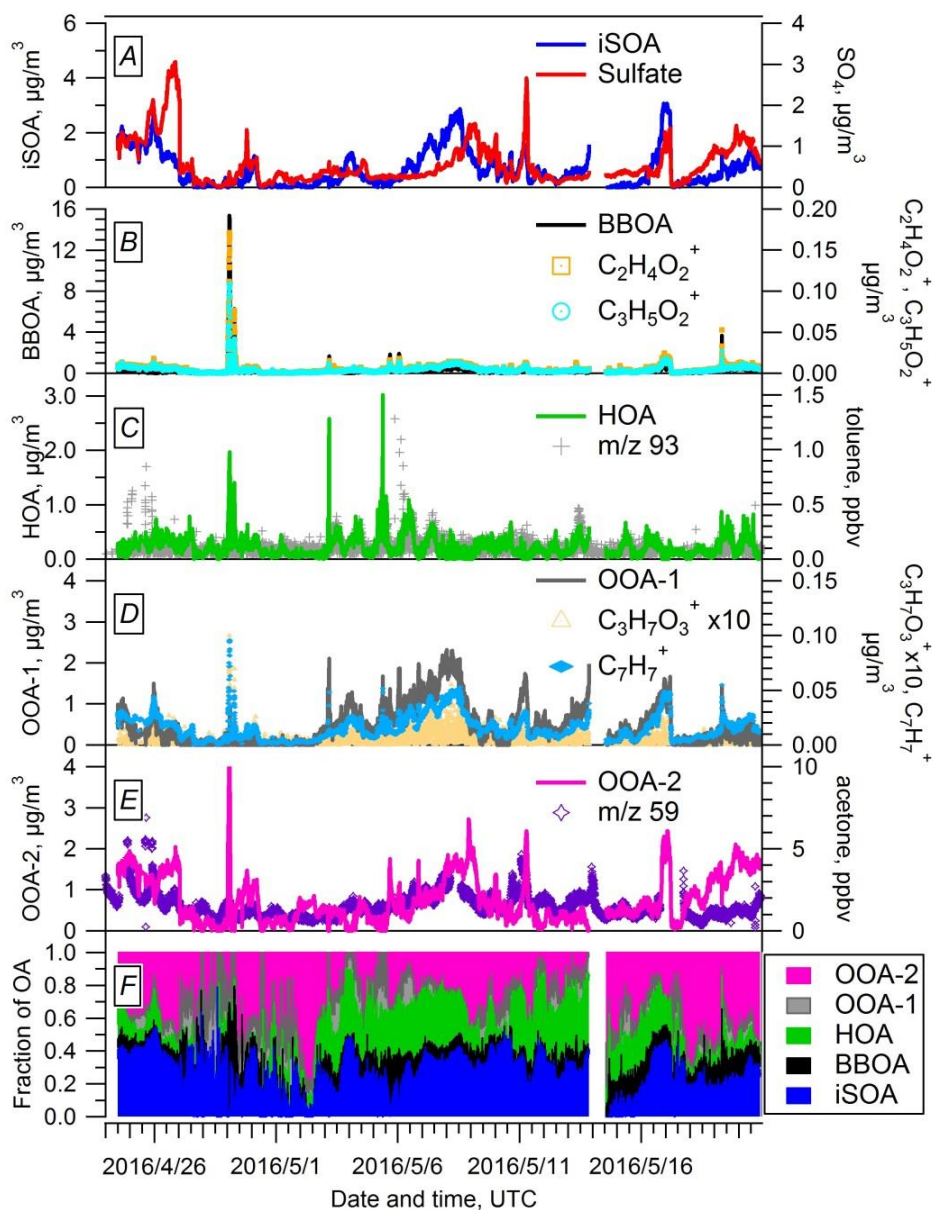 A
iSOA, µg/m³
6
4
2
0
iSOA
Sulfate
4
3
2
1
0
SO₄, µg/m³
B
BBOA, µg/m³
16
12
8
4
0
BBOA
C₂H₄O₂⁺
C₃H₅O₂⁺
0.20
0.15
0.10
0.05
0.00
C₂H₄O₂⁺, C₃H₅O₂⁺
µg/m³
C
HOA, µg/m³
3.0
2.0
1.0
0.0
HOA
m/z 93
1.5
1.0
0.5
0.0
toluene, ppbv
D
OOA-1, µg/m³
4
3
2
1
0
OOA-1
C₃H₇O₃⁺ x10
C₇H₇⁺
0.15
0.10
0.05
0.00
C₃H₇O₃⁺x10, C₇H₇⁺
µg/m³
E
OOA-2, µg/m³
4
3
2
1
0
OOA-2
m/z 59
10
5
0
acetone, ppbv
F
Fraction of OA
1.0
0.8
0.6
0.4
0.2
0.0
OOA-2
OOA-1
HOA
BBOA
iSOA
2016/4/26 2016/5/1 2016/5/6 2016/5/11 2016/5/16
Date and time, UTC